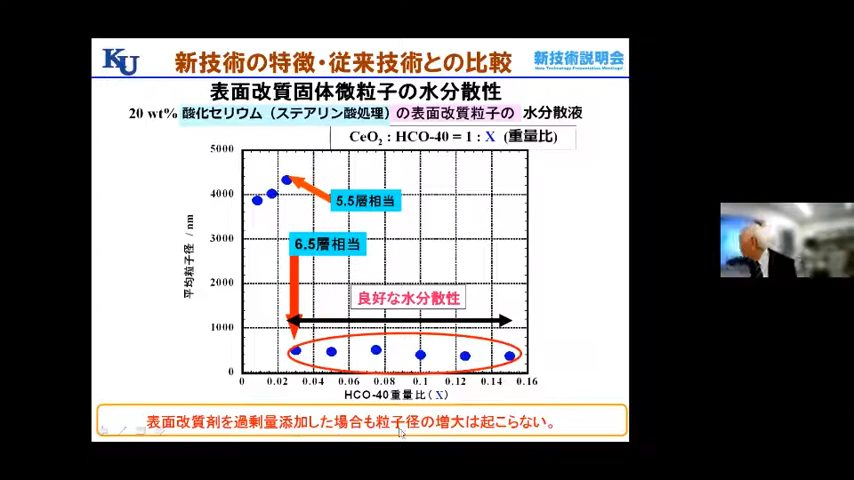 KU
新技術の特徴・従来技術との比較
新技術説明会
New Technology Presentation Meetings!
表面改質固体微粒子の水分散性
20 wt% 酸化セリウム（ステアリン酸処理）の表面改質粒子の 水分散液
CeO₂ : HCO-40 = 1 : X (重量比)
5000
4000
3000
2000
1000
0
平均粒子径 / nm
5.5層相当
6.5層相当
良好な水分散性
0 0.02 0.04 0.06 0.08 0.1 0.12 0.14 0.16
HCO-40重量比 ( X )
表面改質剤を過剰量添加した場合も粒子径の増大は起こらない。